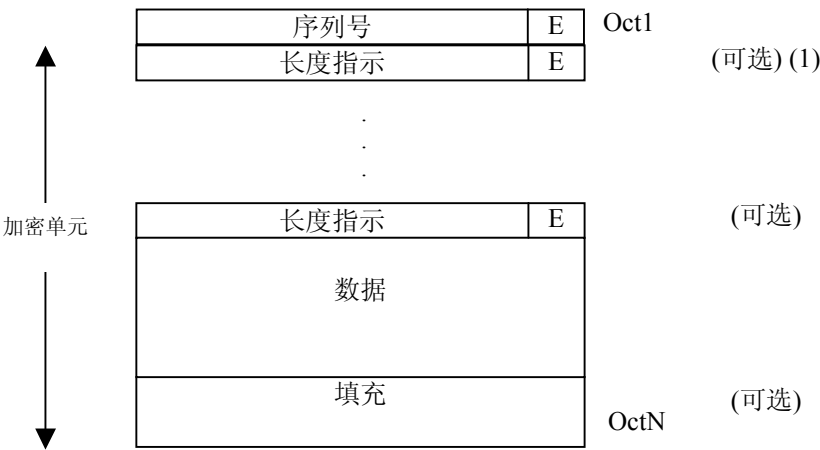 序列号 E Oct1
长度指示 E (可选) (1)
.
.
.
加密单元
长度指示 E (可选)
数据
填充 (可选)
OctN